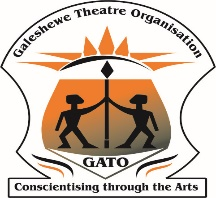 Galeshewe Theatre Organisation
GATO
Conscientising through the Arts